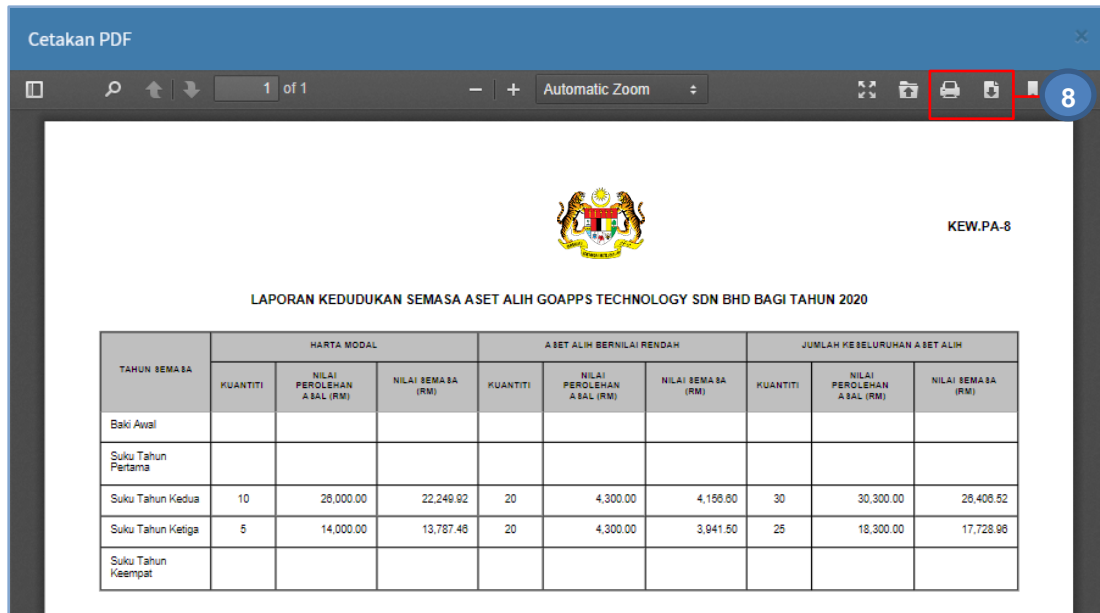 Cetakan PDF
1 of 1 Automatic Zoom
8
KEW.PA-8
LAPORAN KEDUDUKAN SEMASA ASET ALIH GOAPPS TECHNOLOGY SDN BHD BAGI TAHUN 2020
TAHUN SEMASA HARTA MODAL ASET ALIH BERNILAI RENDAH JUMLAH KESELURUHAN ASET ALIH
KUANTITI NILAI PEROLEHAN ASAL (RM) NILAI SEMASA (RM) KUANTITI NILAI PEROLEHAN ASAL (RM) NILAI SEMASA (RM) KUANTITI NILAI PEROLEHAN ASAL (RM) NILAI SEMASA (RM)
Baki Awal
Suku Tahun Pertama
Suku Tahun Kedua 10 26,000.00 22,249.92 20 4,300.00 4,156.60 30 30,300.00 26,406.52
Suku Tahun Ketiga 5 14,000.00 13,787.46 20 4,300.00 3,941.50 25 18,300.00 17,728.96
Suku Tahun Keempat